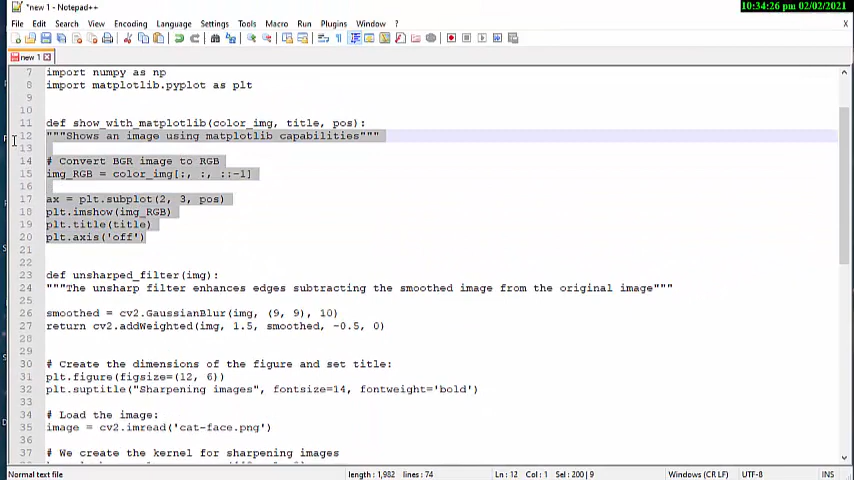 10:34:26 pm 02/02/2021
*new 1 - Notepad++
File Edit Search View Encoding Language Settings Tools Macro Run Plugins Window ?
X
new 1
7 import numpy as np
8 import matplotlib.pyplot as plt
9
10
11 def show_with_matplotlib(color_img, title, pos):
12 """Shows an image using matplotlib capabilities"""
13
14 # Convert BGR image to RGB
15 img_RGB = color_img[:, :, ::-1]
16
17 ax = plt.subplot(2, 3, pos)
18 plt.imshow(img_RGB)
19 plt.title(title)
20 plt.axis('off')
21
22
23 def unsharped_filter(img):
24 """The unsharp filter enhances edges subtracting the smoothed image from the original image"""
25
26 smoothed = cv2.GaussianBlur(img, (9, 9), 10)
27 return cv2.addWeighted(img, 1.5, smoothed, -0.5, 0)
28
29
30 # Create the dimensions of the figure and set title:
31 plt.figure(figsize=(12, 6))
32 plt.suptitle("Sharpening images", fontsize=14, fontweight='bold')
33
34 # Load the image:
35 image = cv2.imread('cat-face.png')
36
37 # We create the kernel for sharpening images
Normal text file length : 1,982 lines : 74 Ln : 12 Col : 1 Sel : 200 | 9 Windows (CR LF) UTF-8 INS